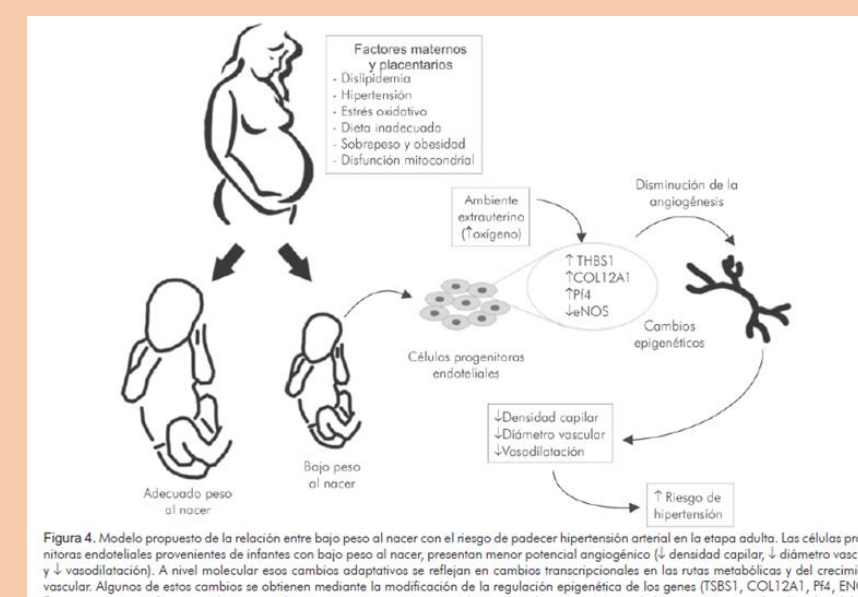 Factores maternos
y placentarios
- Dislipidemia
- Hipertensión
- Estrés oxidativo
- Dieta inadecuada
- Sobrepeso y obesidad
- Disfunción mitocondrial
Ambiente
extrauterino
(↑oxígeno)
Disminución de la
angiogénesis
↑THBS1
↑COL12A1
↑Pf4
↓eNOS
Cambios
epigenéticos
Células progenitoras
endoteliales
Adecuado peso
al nacer
Bajo peso
al nacer
↓Densidad capilar
↓Diámetro vascular
↓Vasodilatación
↑ Riesgo de
hipertensión
Figura 4. Modelo propuesto de la relación entre bajo peso al nacer con el riesgo de padecer hipertensión arterial en la etapa adulta. Las células pro
nitoras endoteliales provenientes de infantes con bajo peso al nacer, presentan menor potencial angiogénico (↓ densidad capilar, ↓ diámetro vasc
y ↓ vasodilatación). A nivel molecular esos cambios adaptativos se reflejan en cambios transcripcionales en las rutas metabólicas y del crecimi
vascular. Algunos de estos cambios se obtienen mediante la modificación de la regulación epigenética de los genes (TSBS1, COL12A1, Pf4, EN